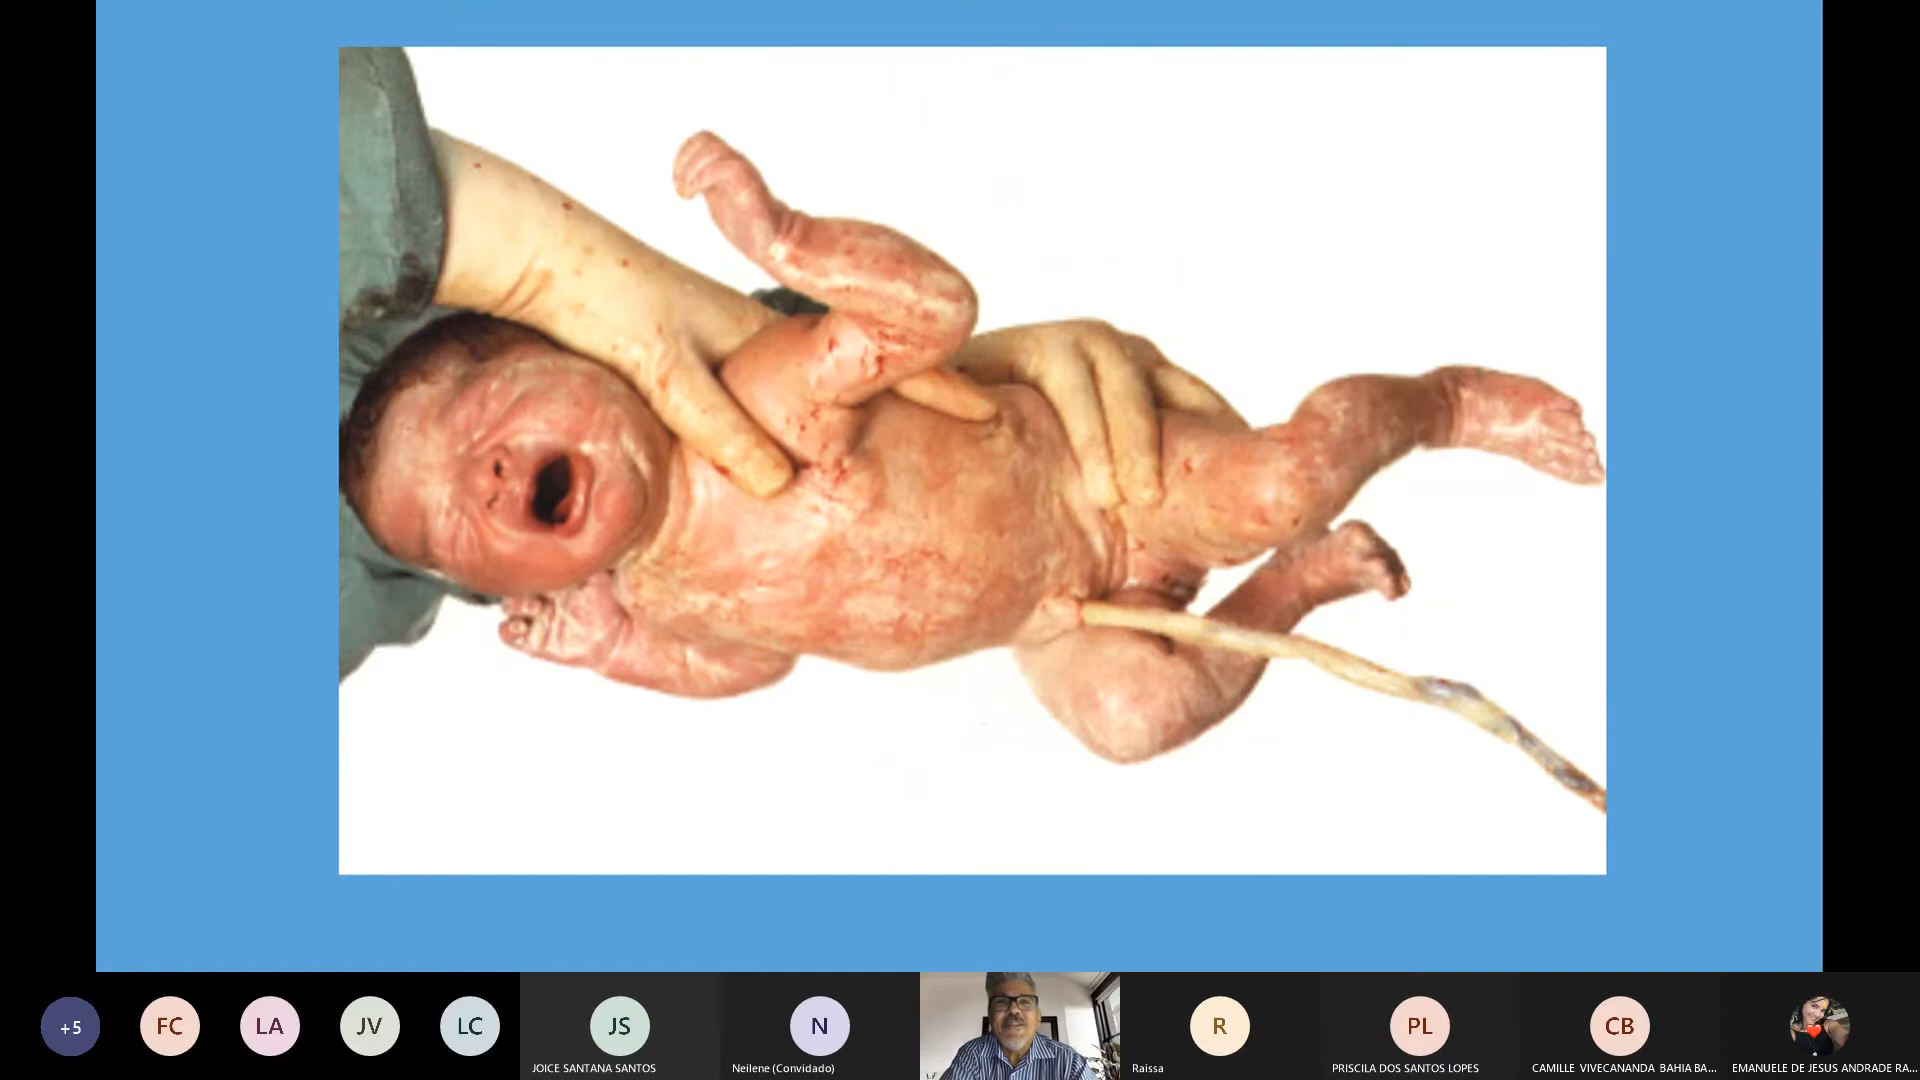 +5
FC
LA
JV
LC
JS
JOICE SANTANA SANTOS
N
Neilene (Convidado)
R
Raissa
PL
PRISCILA DOS SANTOS LOPES
CB
CAMILLE VIVECANANDA BAHIA BA...
EMANUELE DE JESUS ANDRADE RA...